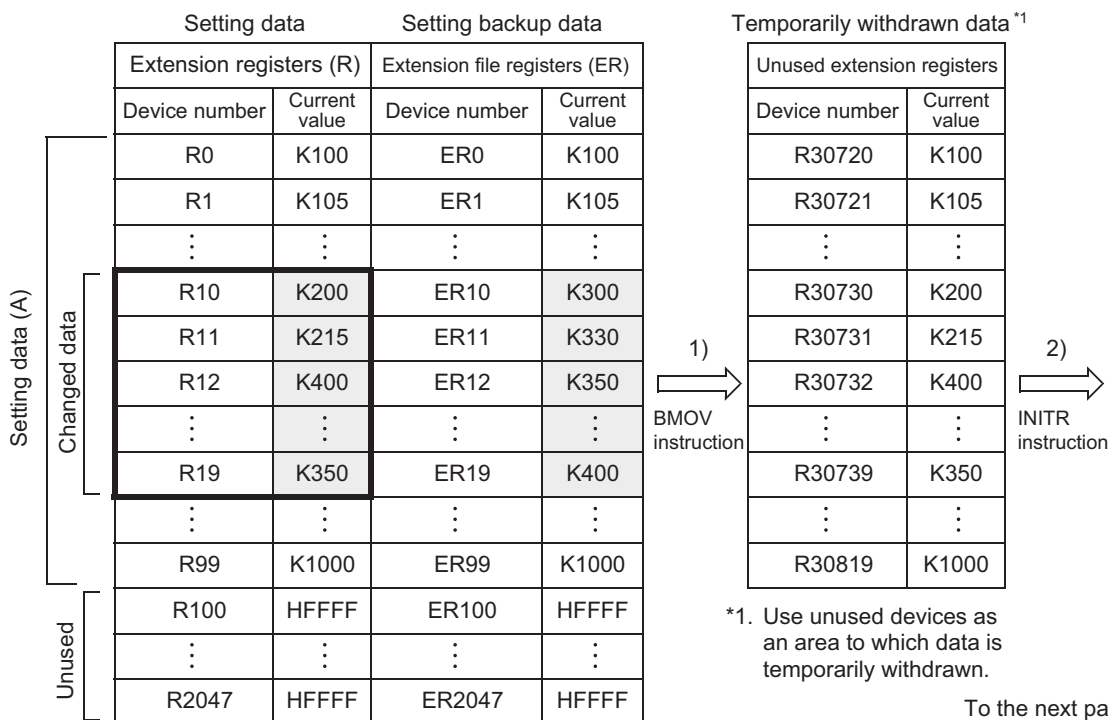 Setting data Setting backup data Temporarily withdrawn data *1
Extension registers (R) Extension file registers (ER) Unused extension registers
Device number Current value Device number Current value Device number Current value
R0 K100 ER0 K100 R30720 K100
R1 K105 ER1 K105 R30721 K105
⋮ ⋮ ⋮ ⋮ ⋮ ⋮
R10 K200 ER10 K300 R30730 K200
R11 K215 ER11 K330 R30731 K215
R12 K400 ER12 K350 R30732 K400
⋮ ⋮ ⋮ ⋮ ⋮ ⋮
R19 K350 ER19 K400 R30739 K350
⋮ ⋮ ⋮ ⋮ ⋮ ⋮
R99 K1000 ER99 K1000 R30819 K1000
R100 HFFFF ER100 HFFFF
⋮ ⋮ ⋮ ⋮
R2047 HFFFF ER2047 HFFFF
Setting data (A)
Changed data
Unused
1)
BMOV
instruction
2)
INITR
instruction
*1. Use unused devices as
an area to which data is
temporarily withdrawn.
To the next pa